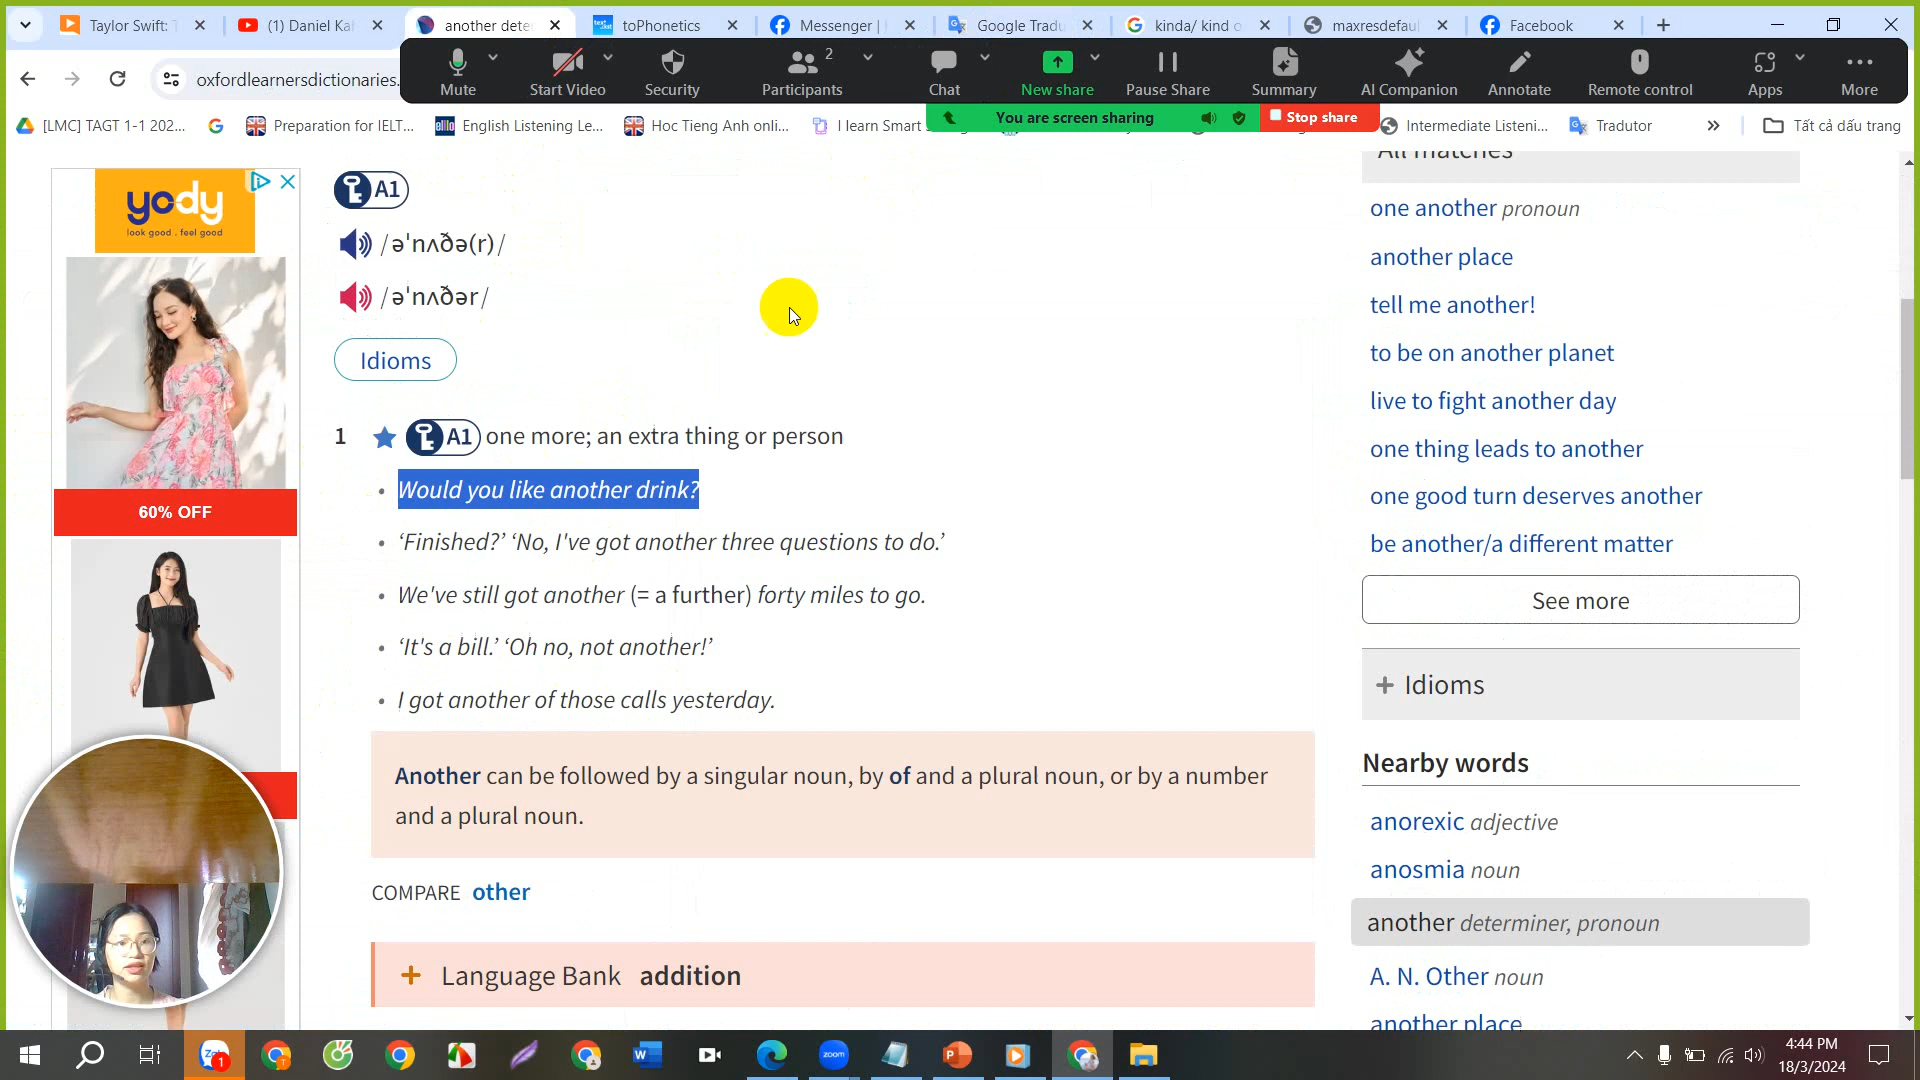 Taylor Swift: T
(1) Daniel Kah
another dete
toPhonetics
Messenger |
Google Tradu
kinda/ kind o
maxresdefaul
Facebook
oxfordlearnersdictionaries.
Mute
Start Video
Security
Participants
2
Chat
New share
Pause Share
Summary
AI Companion
Annotate
Remote control
Apps
More
You are screen sharing
Stop share
[LMC] TAGT 1-1 202...
Preparation for IELT...
elllo
English Listening Le...
Hoc Tieng Anh onli...
I learn Smart
Intermediate Listeni...
Tradutor
Tất cả dấu trang
yody
look good . feel good
60% OFF
A1
/əˈnʌðə(r)/
/əˈnʌðər/
Idioms
1 A1 one more; an extra thing or person
• Would you like another drink?
• ‘Finished?’ ‘No, I've got another three questions to do.’
• We've still got another (= a further) forty miles to go.
• ‘It's a bill.’ ‘Oh no, not another!’
• I got another of those calls yesterday.
Another can be followed by a singular noun, by of and a plural noun, or by a number
and a plural noun.
COMPARE other
+ Language Bank addition
All matches
one another pronoun
another place
tell me another!
to be on another planet
live to fight another day
one thing leads to another
one good turn deserves another
be another/a different matter
See more
+ Idioms
Nearby words
anorexic adjective
anosmia noun
another determiner, pronoun
A. N. Other noun
another place
zoom
4:44 PM
18/3/2024